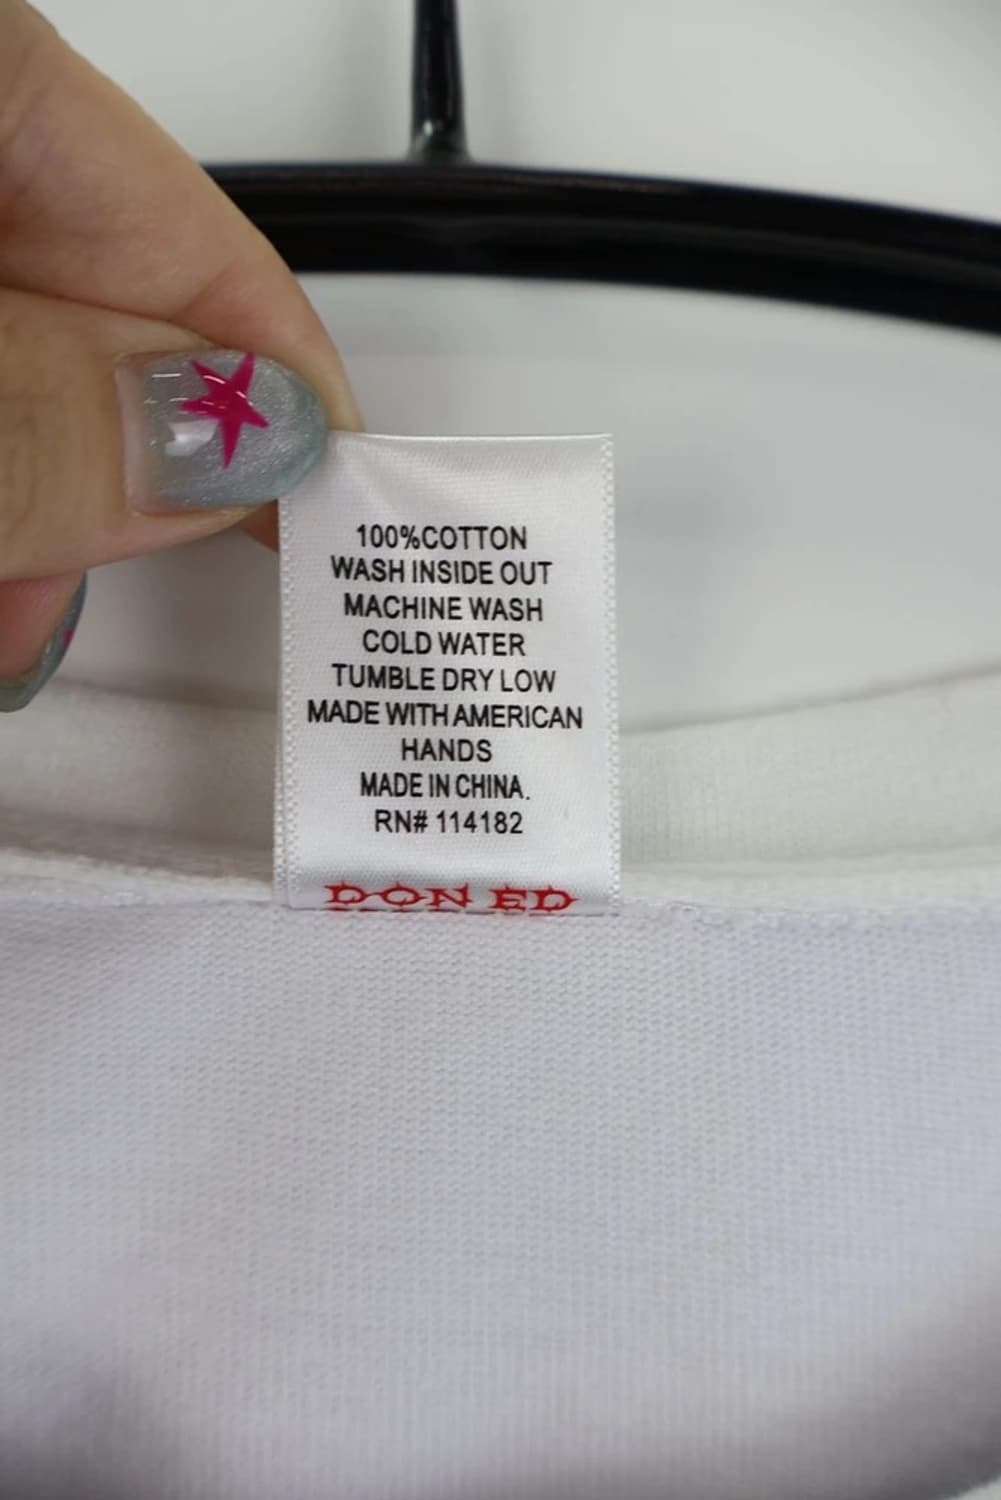 100%COTTON
WASH INSIDE OUT
MACHINE WASH
COLD WATER
TUMBLE DRY LOW
MADE WITH AMERICAN
HANDS
MADE IN CHINA.
RN# 114182
DON ED